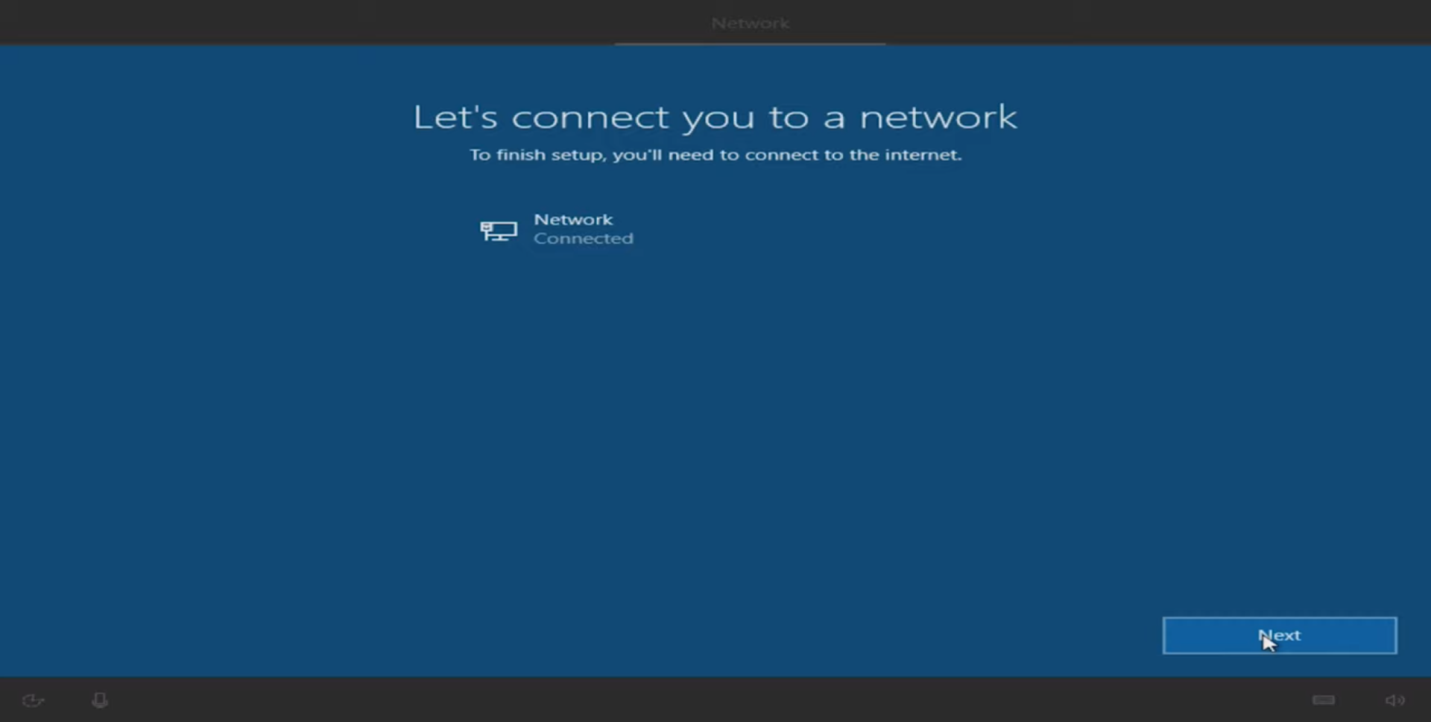 Network
Let's connect you to a network
To finish setup, you'll need to connect to the internet.
Network
Connected
Next